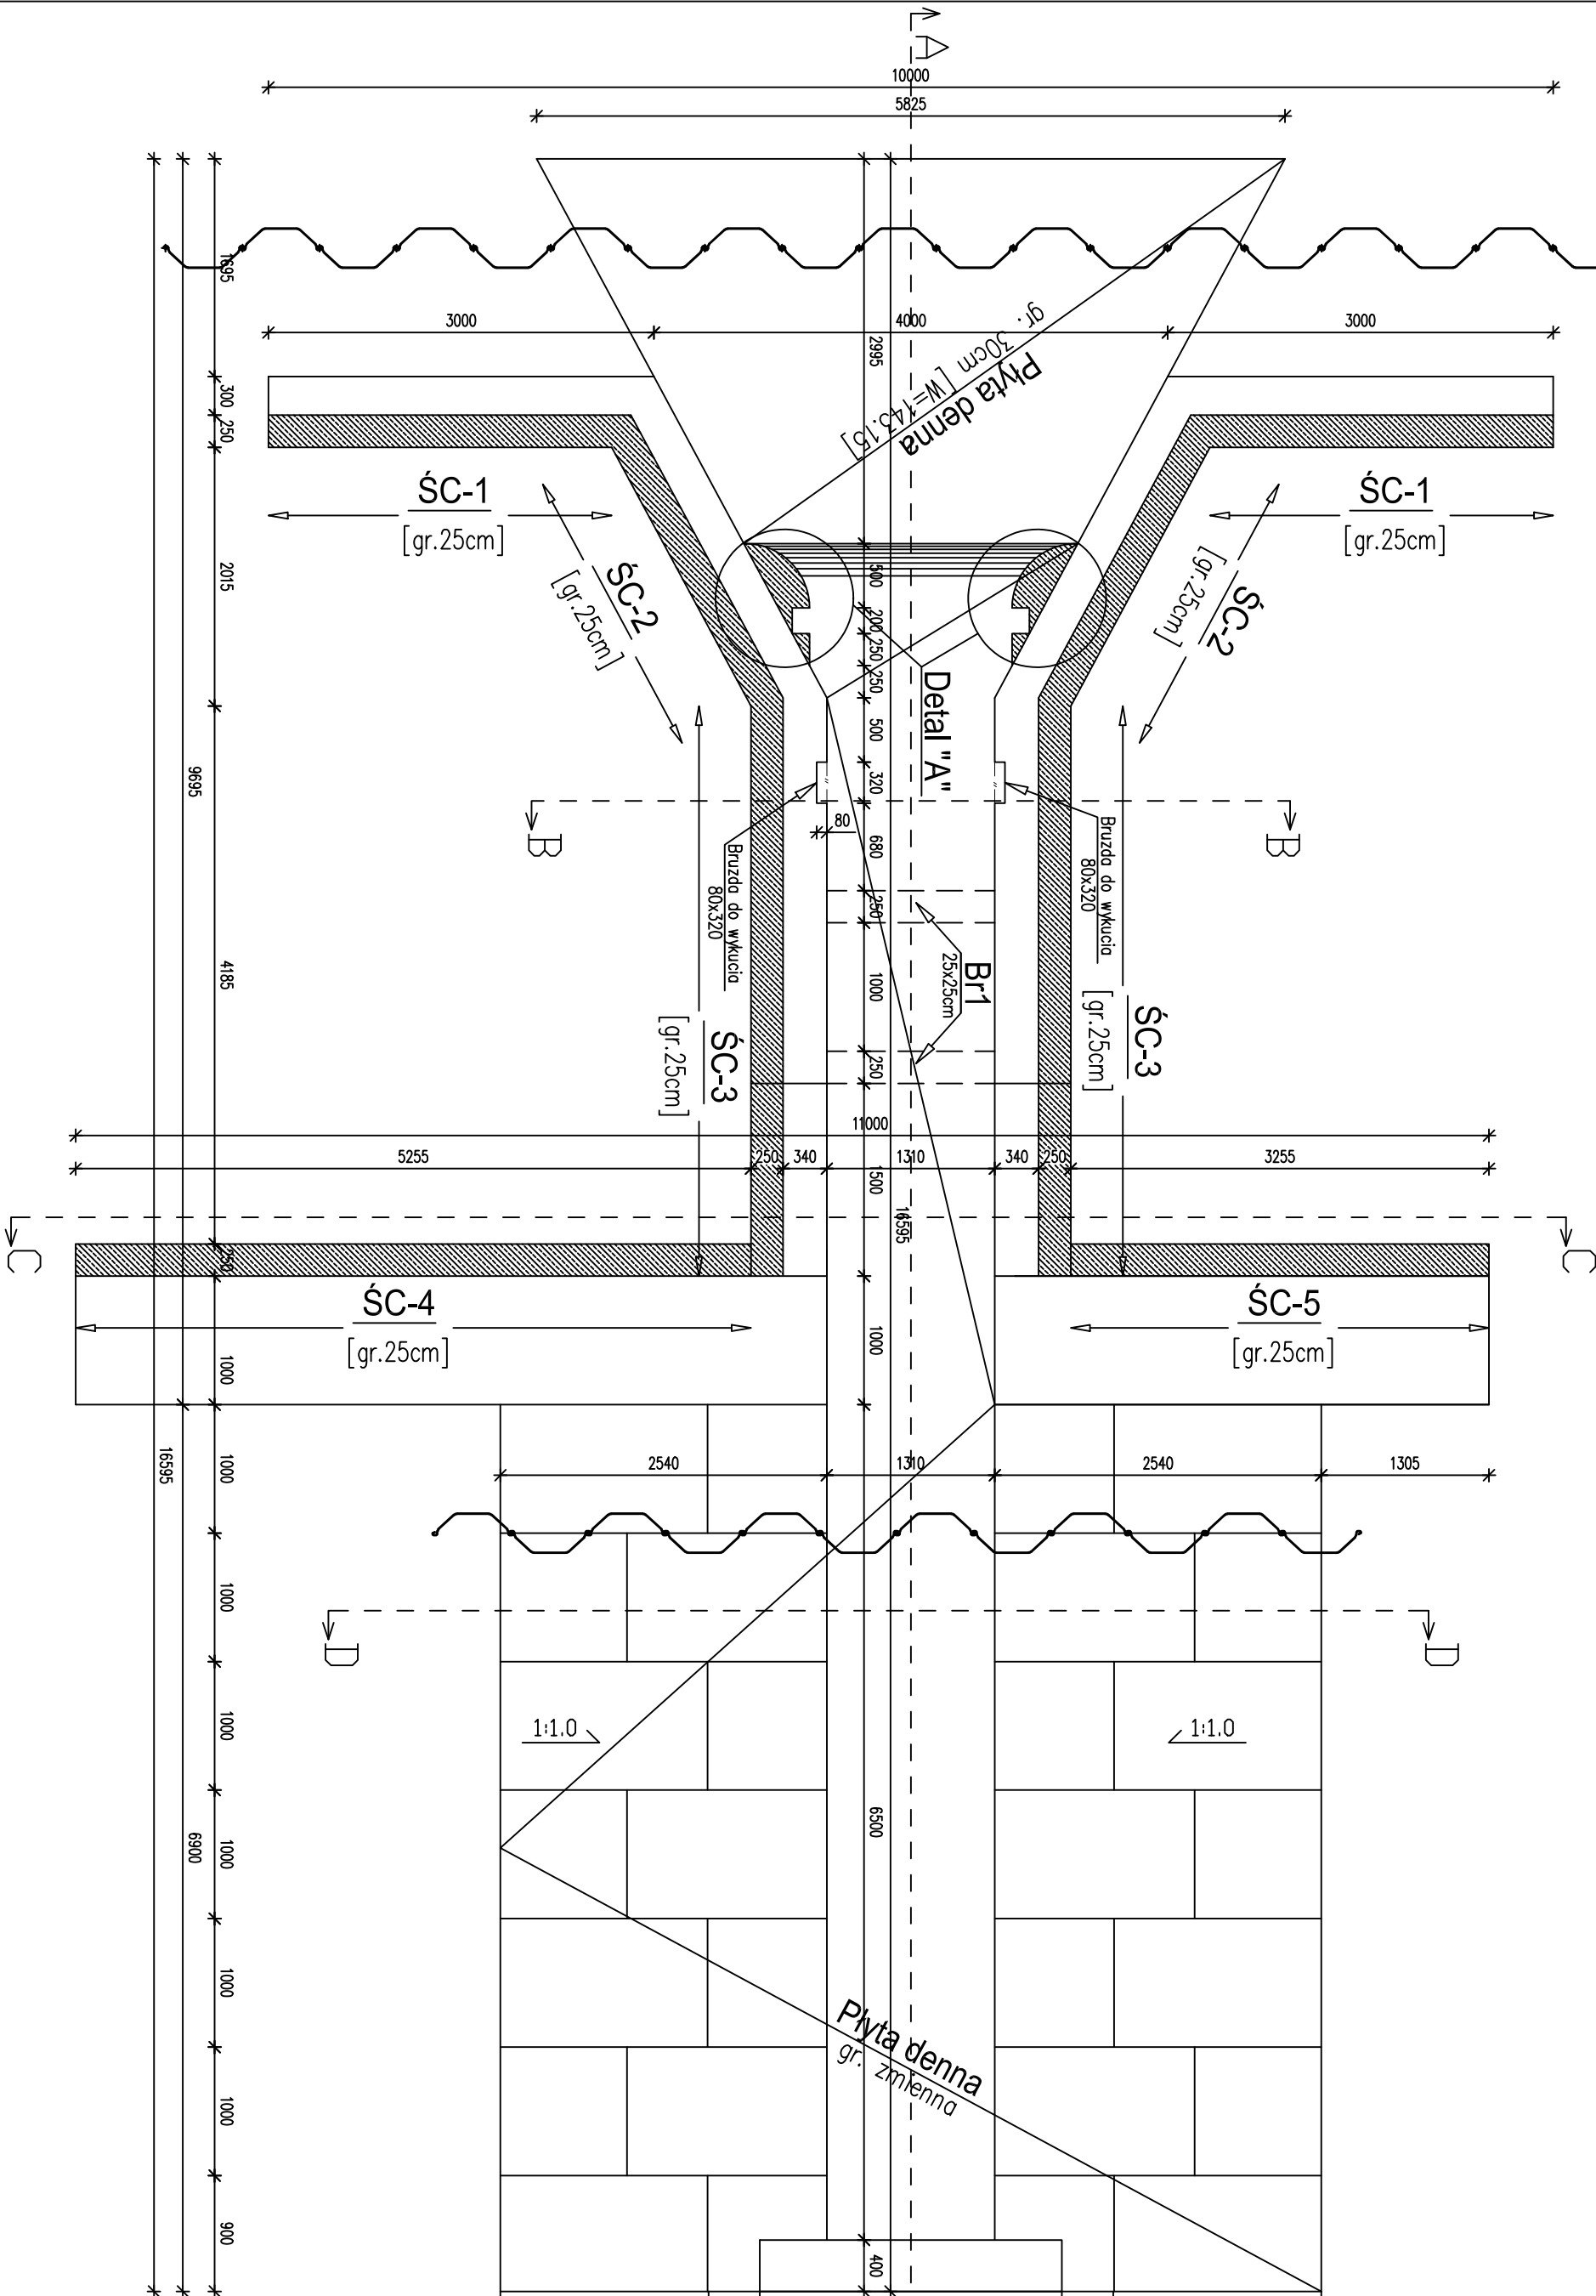 A
10000
5825
1695
3000
4000
3000
2995
gr. 30cm [W=143.15]
Płyta denna
300
250
ŚC-1
[gr.25cm]
ŚC-1
[gr.25cm]
2015
ŚC-2
[gr.25cm]
ŚC-2
[gr.25cm]
500
200
250
250
Detal "A"
500
320
9695
80
680
B
B
Bruzda do wykucia
80x320
Bruzda do wykucia
80x320
250
Br1
25x25cm
4185
1000
ŚC-3
[gr.25cm]
ŚC-3
[gr.25cm]
250
11000
5255
250
340
1310
340
250
3255
1500
16595
C
C
250
ŚC-4
[gr.25cm]
ŚC-5
[gr.25cm]
1000
1000
1000
16595
2540
1310
2540
1305
1000
D
D
1000
1:1.0
1:1.0
6500
6900
1000
1000
Płyta denna
gr. zmienna
1000
900
400